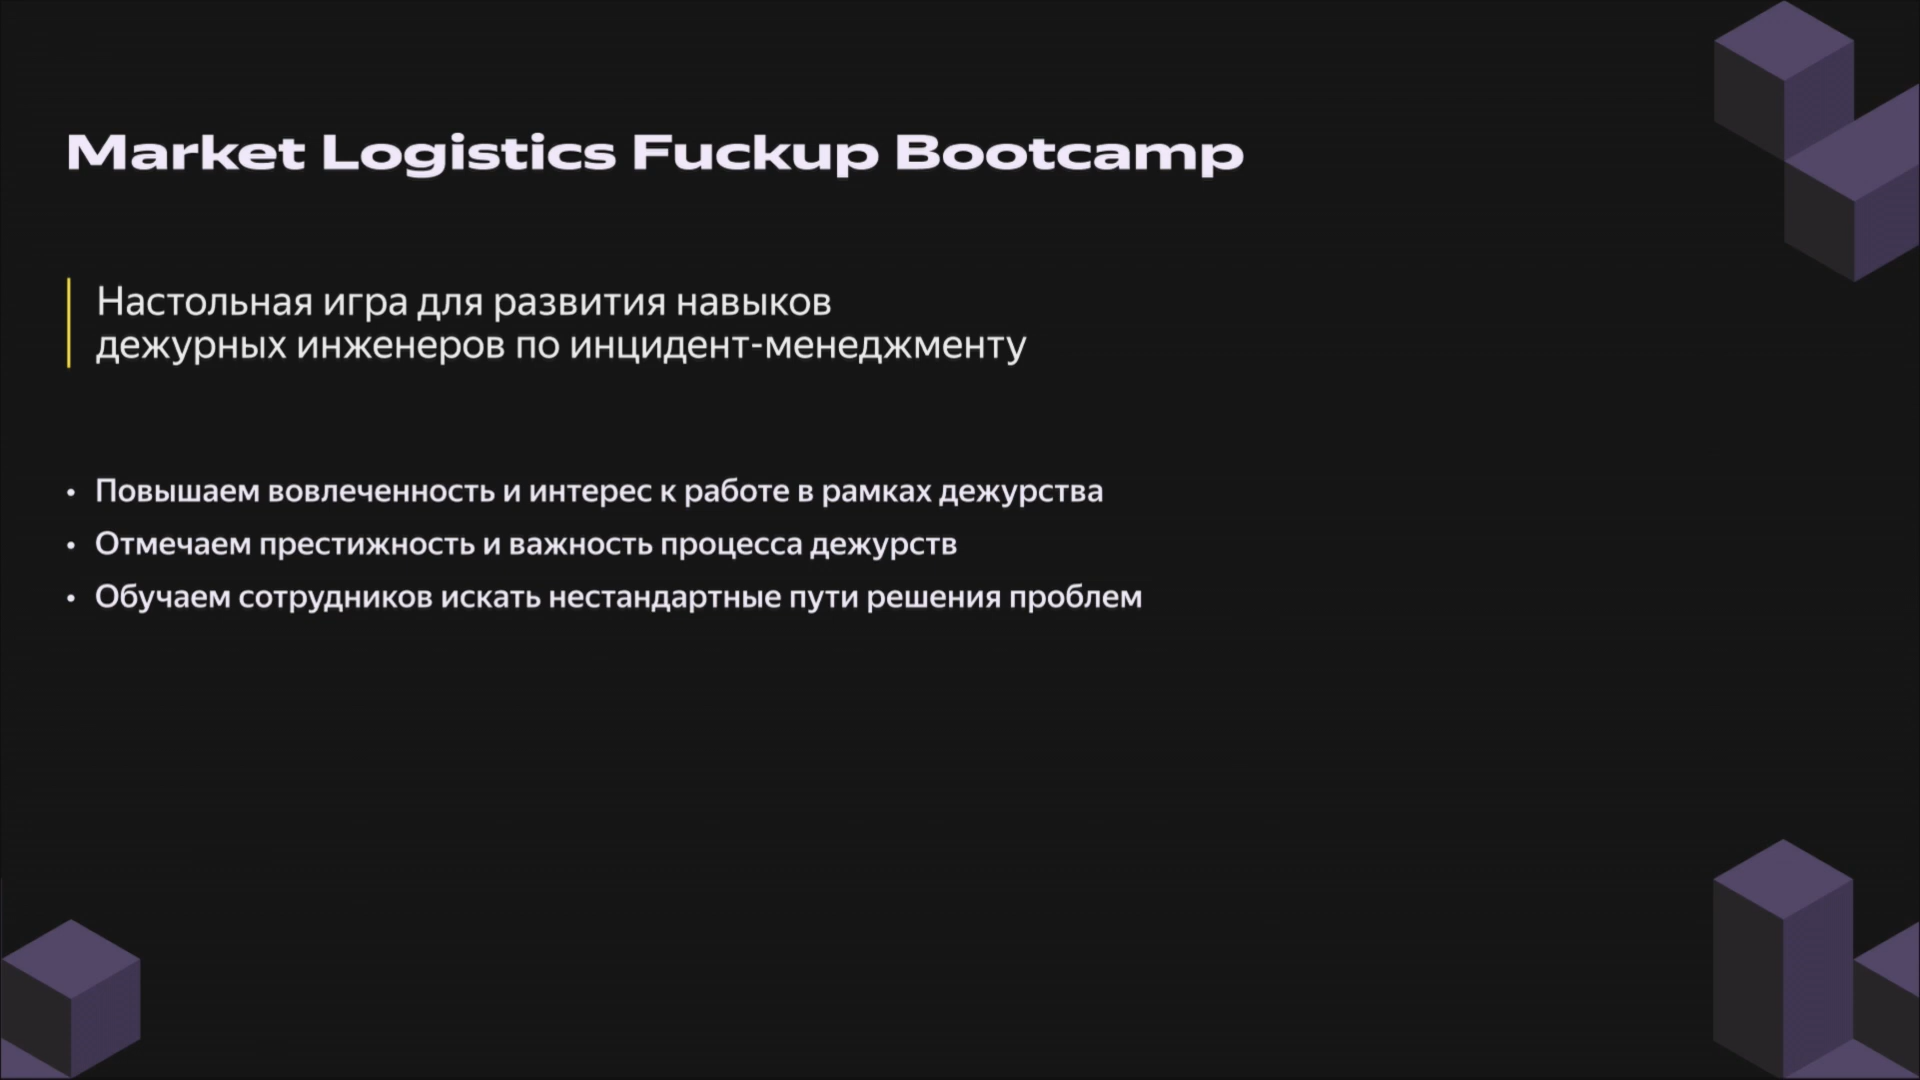 Market Logistics Fuckup Bootcamp
Настольная игра для развития навыков
дежурных инженеров по инцидент-менеджменту
• Повышаем вовлеченность и интерес к работе в рамках дежурства
• Отмечаем престижность и важность процесса дежурств
• Обучаем сотрудников искать нестандартные пути решения проблем